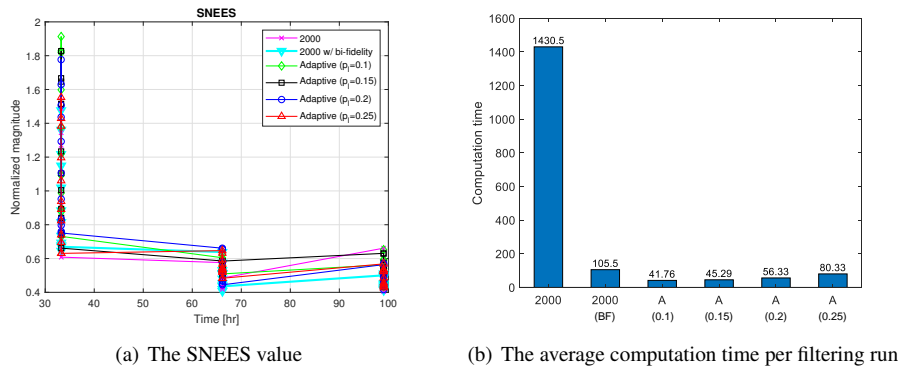 SNEES
Normalized magnitude
2
1.8
1.6
1.4
1.2
1
0.8
0.6
0.4
30 40 50 60 70 80 90 100
Time [hr]
2000
2000 w/ bi-fidelity
Adaptive (pᵢ=0.1)
Adaptive (pᵢ=0.15)
Adaptive (pᵢ=0.2)
Adaptive (pᵢ=0.25)
(a) The SNEES value
Computation time
1600
1400
1200
1000
800
600
400
200
0
1430.5
105.5
41.76
45.29
56.33
80.33
2000 2000 A A A A
(BF) (0.1) (0.15) (0.2) (0.25)
(b) The average computation time per filtering run